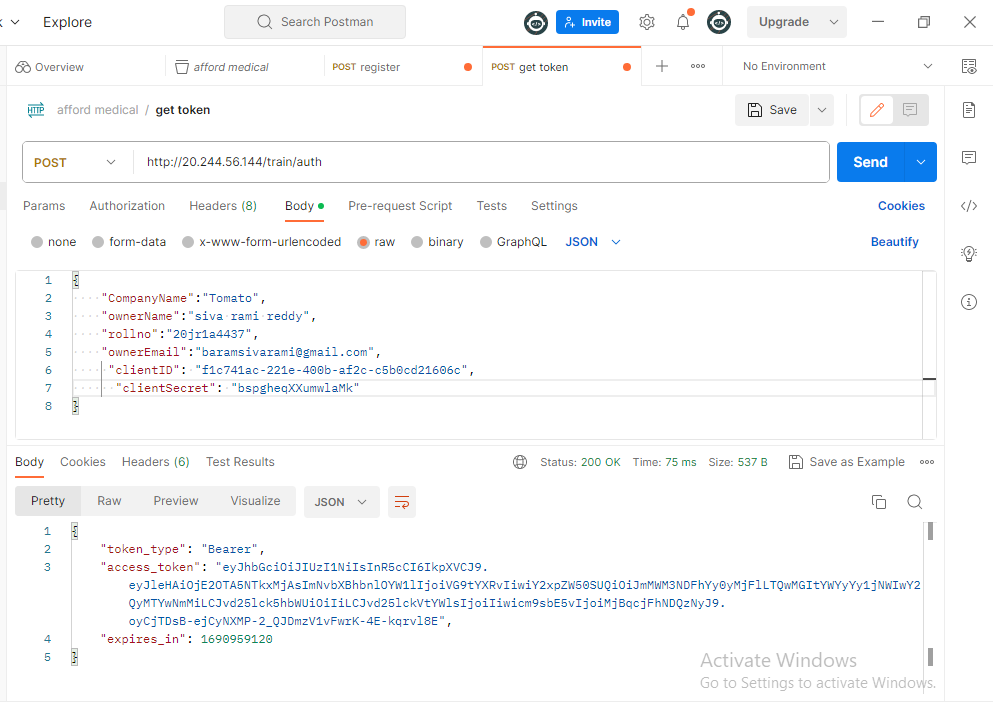 Explore
Search Postman
Invite
Upgrade
Overview
afford medical
POST register
POST get token
No Environment
HTTP afford medical / get token
Save
POST http://20.244.56.144/train/auth
Send
Params Authorization Headers (8) Body Pre-request Script Tests Settings Cookies
none form-data x-www-form-urlencoded raw binary GraphQL JSON Beautify
1 {
2 "CompanyName":"Tomato",
3 "ownerName":"siva rami reddy",
4 "rollno":"20jr1a4437",
5 "ownerEmail":"baramsivarami@gmail.com",
6 "clientID": "f1c741ac-221e-400b-af2c-c5b0cd21606c",
7 "clientSecret": "bspgheqXXumwlaMk"
8 }
Body Cookies Headers (6) Test Results Status: 200 OK Time: 75 ms Size: 537 B Save as Example
Pretty Raw Preview Visualize JSON
1 {
2 "token_type": "Bearer",
3 "access_token": "eyJhbGciOiJIUzI1NiIsInR5cCI6IkpXVCJ9.
eyJleHAiOjE2OTA5NTkxMjAsImNvbXBhbnlOYW1lIjoiVG9tYXRvIiwiY2xpZW50SUQiOiJmMWM3NDFhYy0yMjFlLTQwMGItYWYyYy1jNWIwY2
QyMTYwNmMiLCJvd25lck5hbWUiOiIiLCJvd25lckVtYWlsIjoiIiwicm9sbE5vIjoiMjBqcjFhNDQzNyJ9.
oyCjTDsB-ejCyNXMP-2_QJDmzV1vFwrK-4E-kqrvl8E",
4 "expires_in": 1690959120
5 }
Activate Windows
Go to Settings to activate Windows.